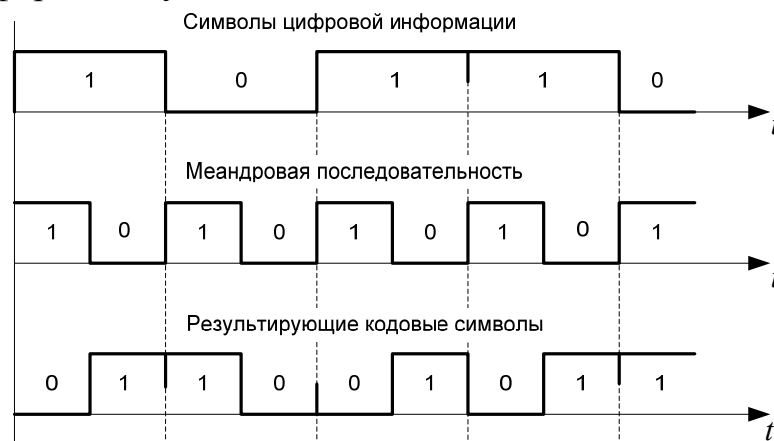 Символы цифровой информации
1 0 1 1 0
t
Меандровая последовательность
1 0 1 0 1 0 1 0 1
t
Результирующие кодовые символы
0 1 1 0 0 1 0 1 1
t